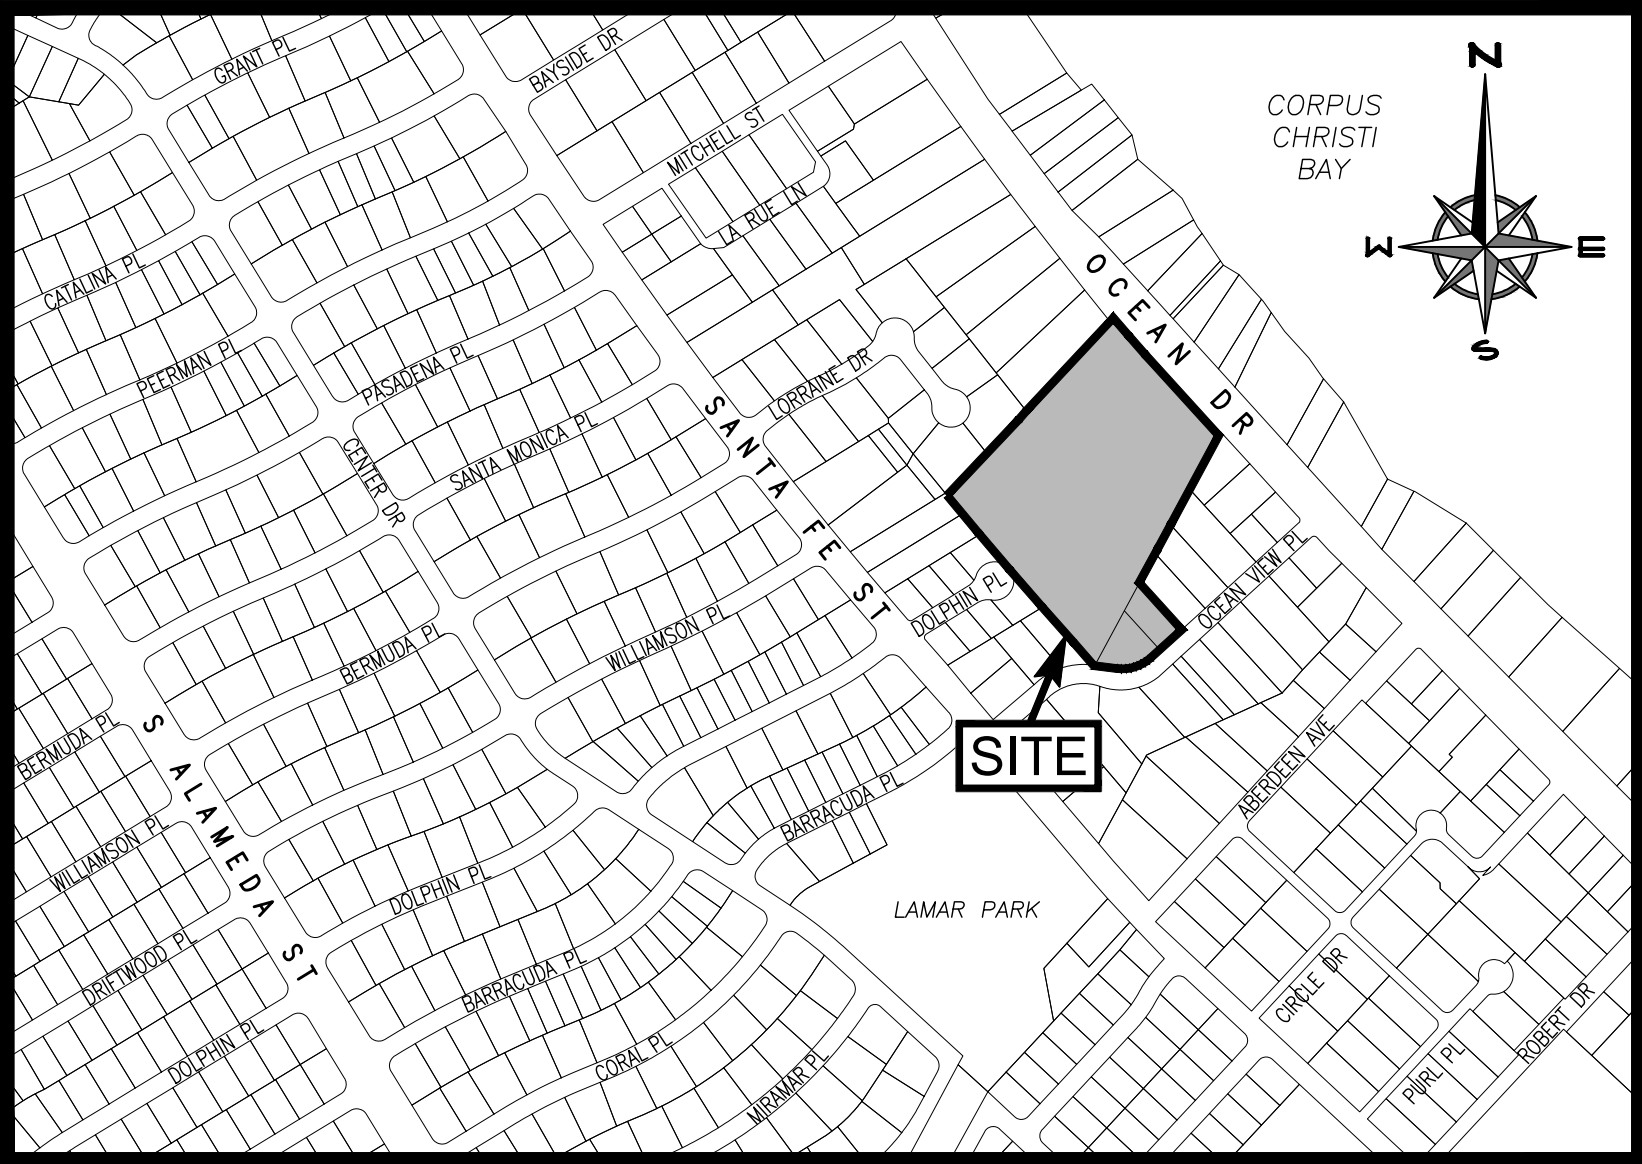 GRANT PL
BAYSIDE DR
N
CORPUS
CHRISTI
BAY
MITCHELL ST
LA RUE LN
W
E
CATALINA PL
OCEAN DR
S
PEERMAN PL
PASADENA PL
LORRAINE DR
SANTA MONICA PL
CENTER DR
SANTA FE ST
DOLPHIN PL
OCEAN VIEW PL
WILLIAMSON PL
BERMUDA PL
BERMUDA PL
SITE
S ALAMEDA ST
ABERDEEN AVE
BARRACUDA PL
WILLIAMSON PL
DOLPHIN PL
LAMAR PARK
DRIFTWOOD PL
BARRACUDA PL
CIRCLE DR
DOLPHIN PL
CORAL PL
MIRAMAR PL
PURL PL
ROBERT DR